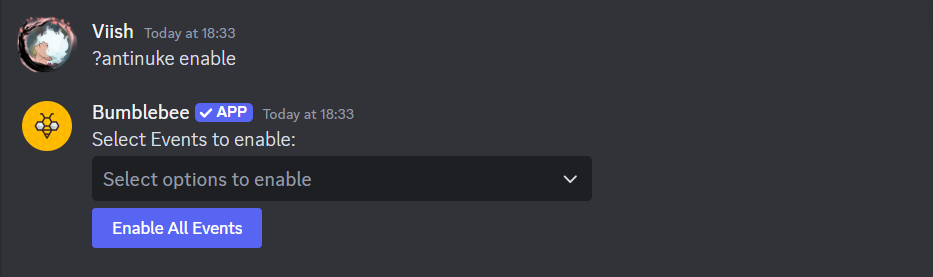 Viish Today at 18:33
?antinuke enable
Bumblebee APP Today at 18:33
Select Events to enable:
Select options to enable
Enable All Events